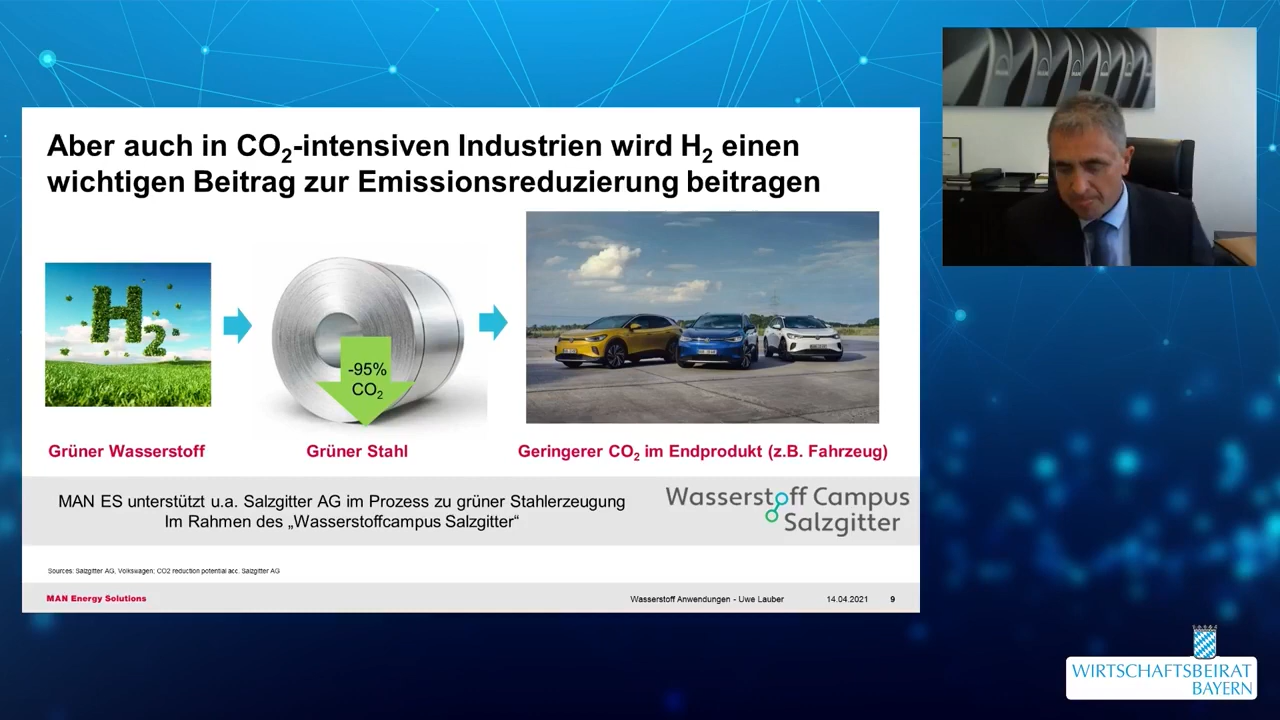 Aber auch in CO₂-intensiven Industrien wird H₂ einen
wichtigen Beitrag zur Emissionsreduzierung beitragen
H₂
-95%
CO₂
Grüner Wasserstoff
Grüner Stahl
Geringerer CO₂ im Endprodukt (z.B. Fahrzeug)
MAN ES unterstützt u.a. Salzgitter AG im Prozess zu grüner Stahlerzeugung
Im Rahmen des „Wasserstoffcampus Salzgitter“
Wasserstoff Campus
Salzgitter
Sources: Salzgitter AG, Volkswagen; CO2 reduction potential acc. Salzgitter AG
MAN Energy Solutions
Wasserstoff Anwendungen - Uwe Lauber
14.04.2021
9
WIRTSCHAFTSBEIRAT
BAYERN